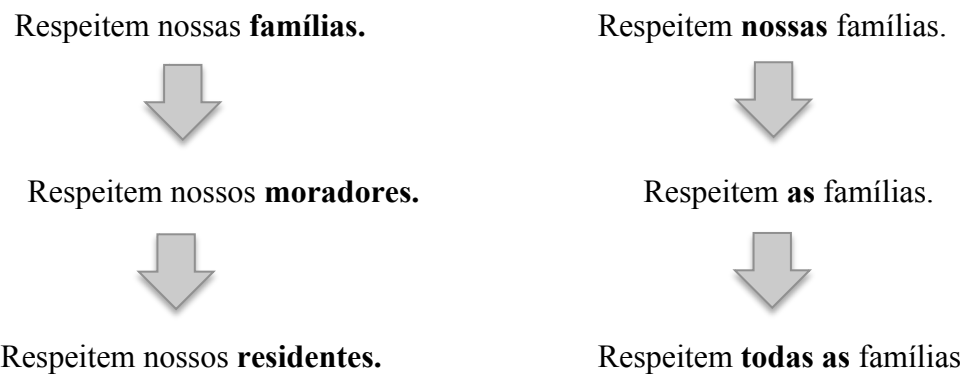 Respeitem nossas famílias.
Respeitem nossas famílias.
Respeitem nossos moradores.
Respeitem as famílias.
Respeitem nossos residentes.
Respeitem todas as famílias